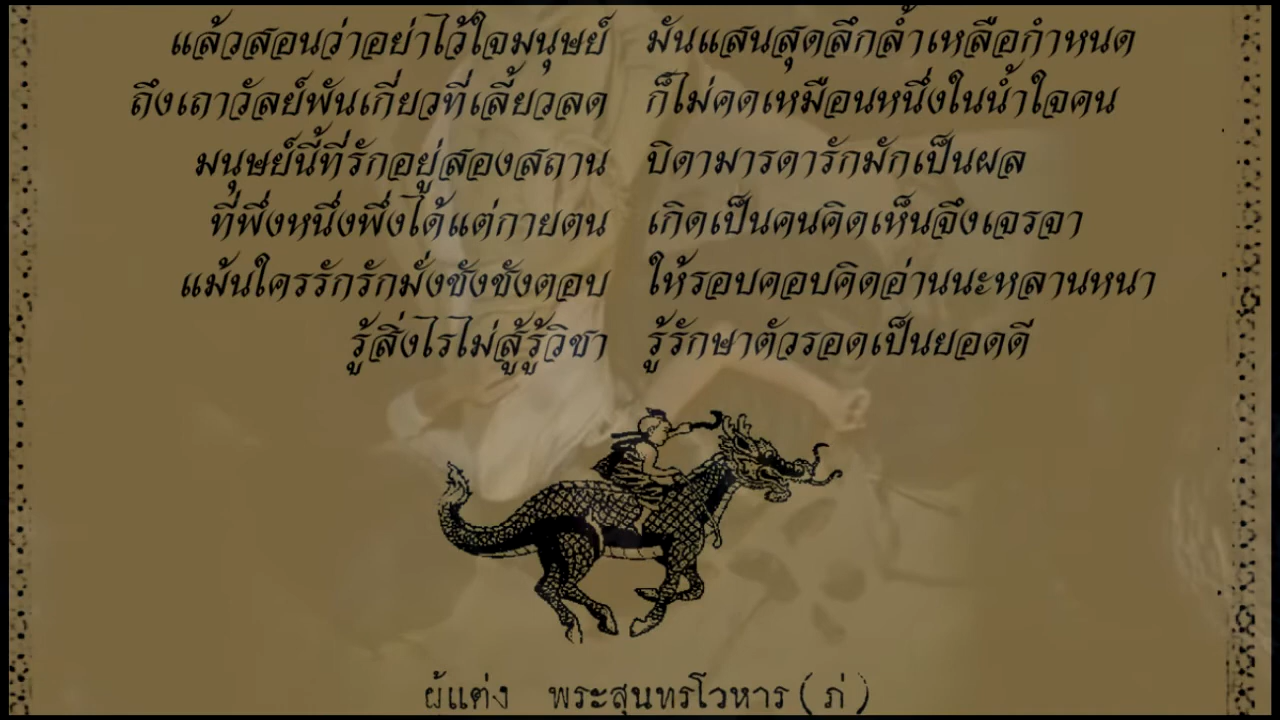 แล้วสอนว่าอย่าไว้ใจมนุษย์ มันแสนสุดลึกล้ำเหลือกำหนด
ถึงเถาวัลย์พันเกี่ยวที่เลี้ยวลด ก็ไม่คดเหมือนหนึ่งในน้ำใจคน
มนุษย์นี้ที่รักอยู่สองสถาน บิดามารดารักมักเป็นผล
ที่พึ่งหนึ่งพึ่งได้แต่กายตน เกิดเป็นคนคิดเห็นจึงเจรจา
แม้นใครรักรักมั่งชังชังตอบ ให้รอบคอบคิดอ่านนะหลานหนา
รู้สิ่งไรไม่สู้รู้วิชา รู้รักษาตัวรอดเป็นยอดดี
ผู้แต่ง พระสุนทรโวหาร ( ภู่ )